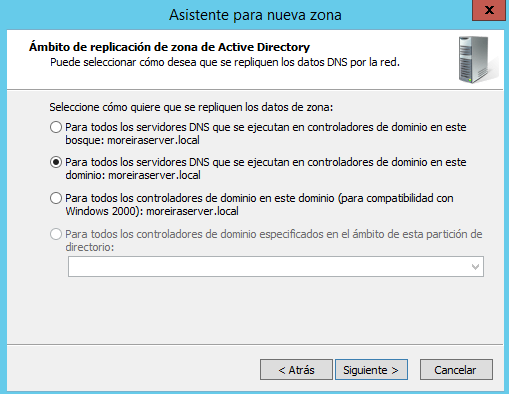 Asistente para nueva zona
x
Ámbito de replicación de zona de Active Directory
Puede seleccionar cómo desea que se repliquen los datos DNS por la red.
Seleccione cómo quiere que se repliquen los datos de zona:
Para todos los servidores DNS que se ejecutan en controladores de dominio en este
bosque: moreiraserver.local
Para todos los servidores DNS que se ejecutan en controladores de dominio en este
dominio: moreiraserver.local
Para todos los controladores de dominio en este dominio (para compatibilidad con
Windows 2000): moreiraserver.local
Para todos los controladores de dominio especificados en el ámbito de esta partición de
directorio:
< Atrás Siguiente > Cancelar